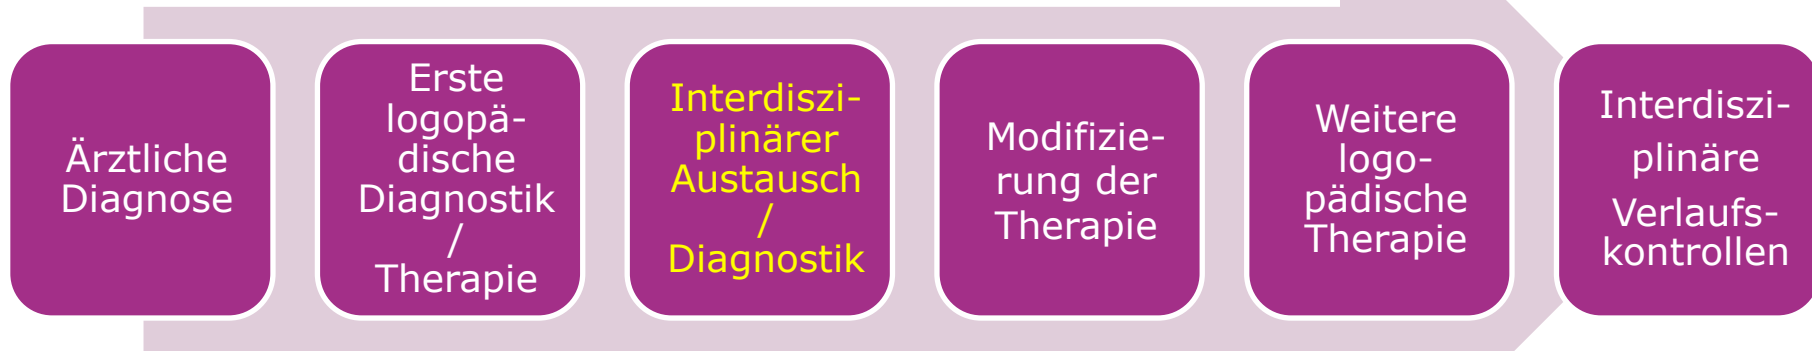 Ärztliche
Diagnose
Erste
logopä-
dische
Diagnostik
/
Therapie
Interdiszi-
plinärer
Austausch
/
Diagnostik
Modifizie-
rung der
Therapie
Weitere
logo-
pädische
Therapie
Interdiszi-
plinäre
Verlaufs-
kontrollen